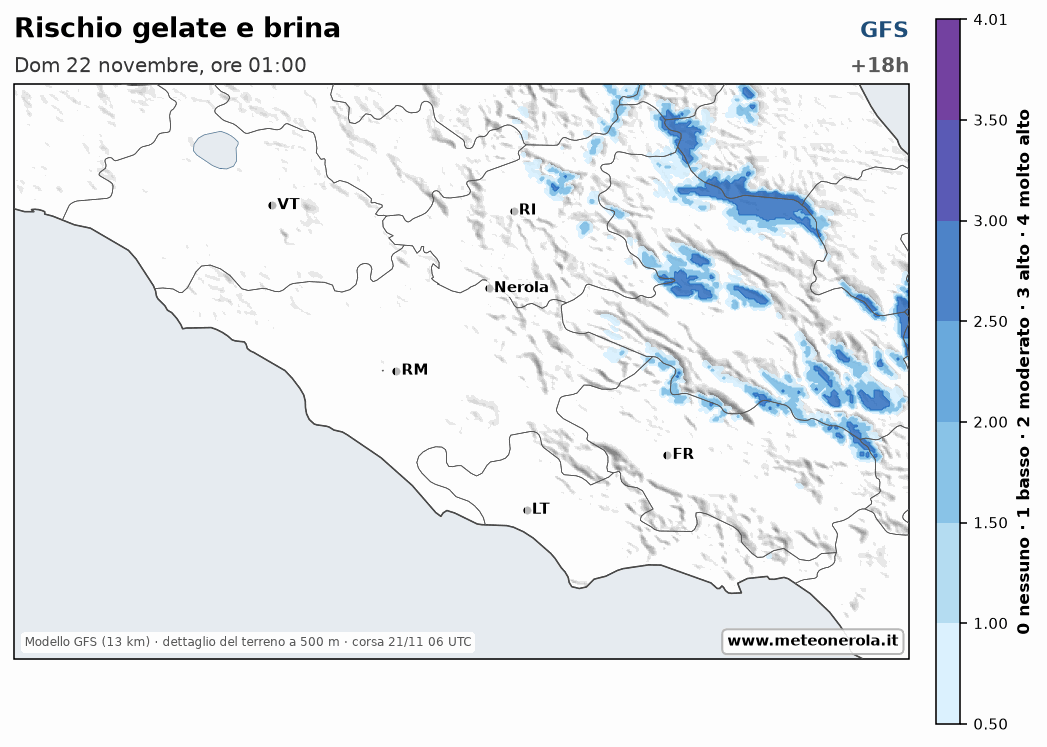 Rischio gelate e brina
GFS
Dom 22 novembre, ore 01:00
+18h
VT
RI
Nerola
RM
FR
LT
Modello GFS (13 km) · dettaglio del terreno a 500 m · corsa 21/11 06 UTC
www.meteonerola.it
4.01
3.50
3.00
2.50
2.00
1.50
1.00
0.50
0 nessuno · 1 basso · 2 moderato · 3 alto · 4 molto alto